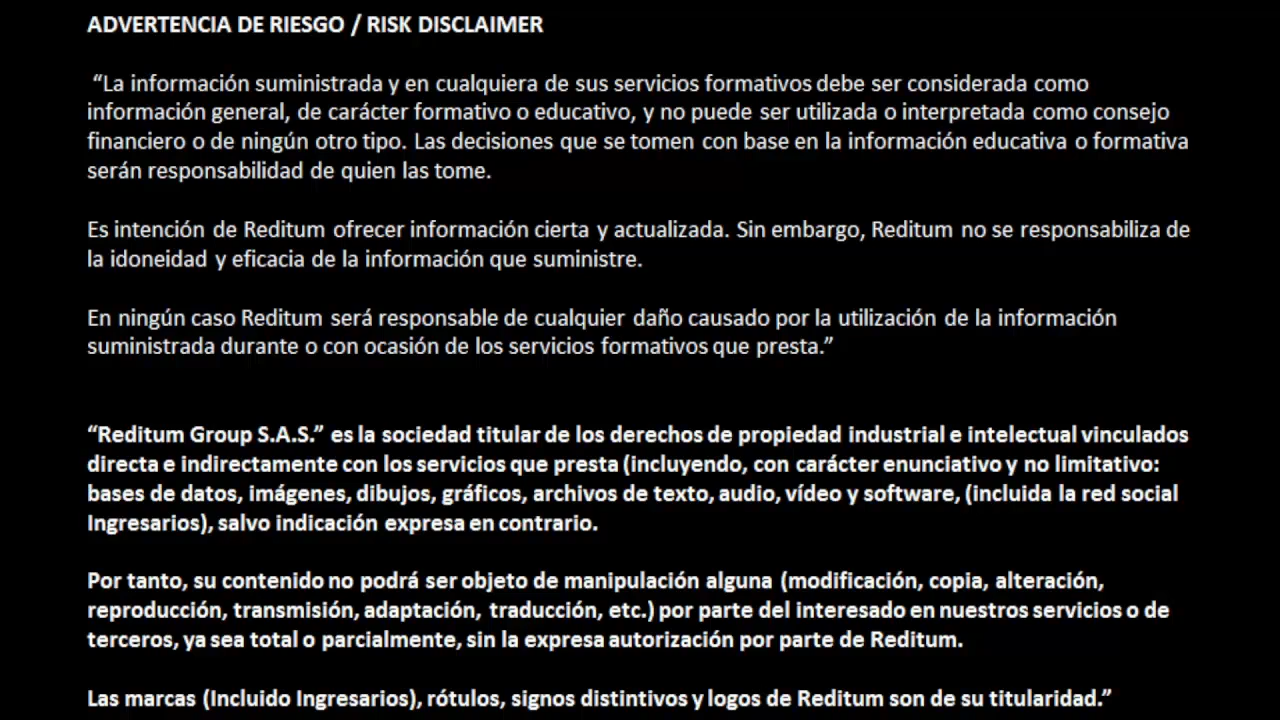 ADVERTENCIA DE RIESGO / RISK DISCLAIMER
“La información suministrada y en cualquiera de sus servicios formativos debe ser considerada como
información general, de carácter formativo o educativo, y no puede ser utilizada o interpretada como consejo
financiero o de ningún otro tipo. Las decisiones que se tomen con base en la información educativa o formativa
serán responsabilidad de quien las tome.
Es intención de Reditum ofrecer información cierta y actualizada. Sin embargo, Reditum no se responsabiliza de
la idoneidad y eficacia de la información que suministre.
En ningún caso Reditum será responsable de cualquier daño causado por la utilización de la información
suministrada durante o con ocasión de los servicios formativos que presta.”
“Reditum Group S.A.S.” es la sociedad titular de los derechos de propiedad industrial e intelectual vinculados
directa e indirectamente con los servicios que presta (incluyendo, con carácter enunciativo y no limitativo:
bases de datos, imágenes, dibujos, gráficos, archivos de texto, audio, vídeo y software, (incluida la red social
Ingresarios), salvo indicación expresa en contrario.
Por tanto, su contenido no podrá ser objeto de manipulación alguna (modificación, copia, alteración,
reproducción, transmisión, adaptación, traducción, etc.) por parte del interesado en nuestros servicios o de
terceros, ya sea total o parcialmente, sin la expresa autorización por parte de Reditum.
Las marcas (Incluido Ingresarios), rótulos, signos distintivos y logos de Reditum son de su titularidad.”